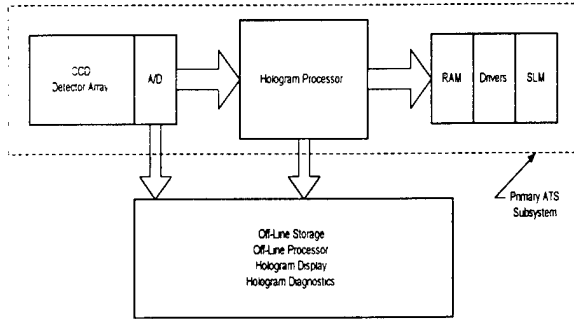 CCD
Detector Array
A/D
Hologram Processor
RAM
Drivers
SLM
Primary ATS
Subsystem
Off-Line Storage
Off-Line Processor
Hologram Display
Hologram Diagnostics